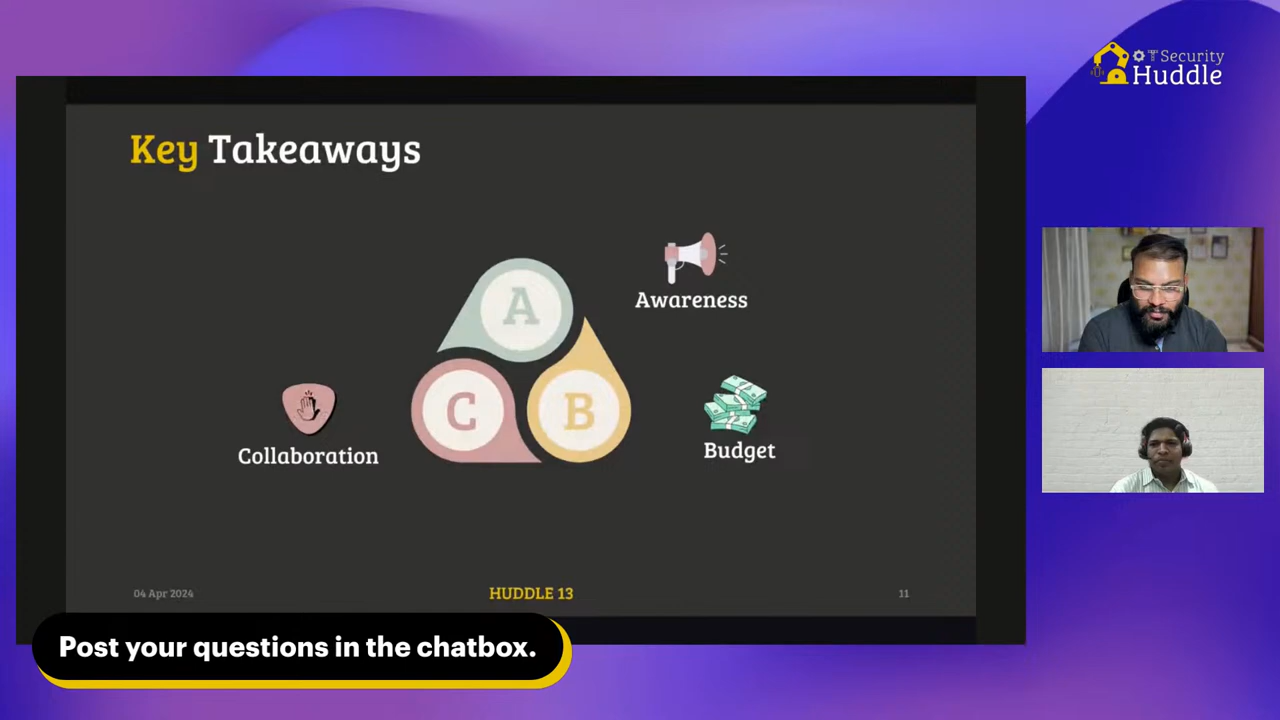 OT Security
Huddle
Key Takeaways
A
Awareness
C
B
Collaboration
Budget
04 Apr 2024
HUDDLE 13
11
Post your questions in the chatbox.